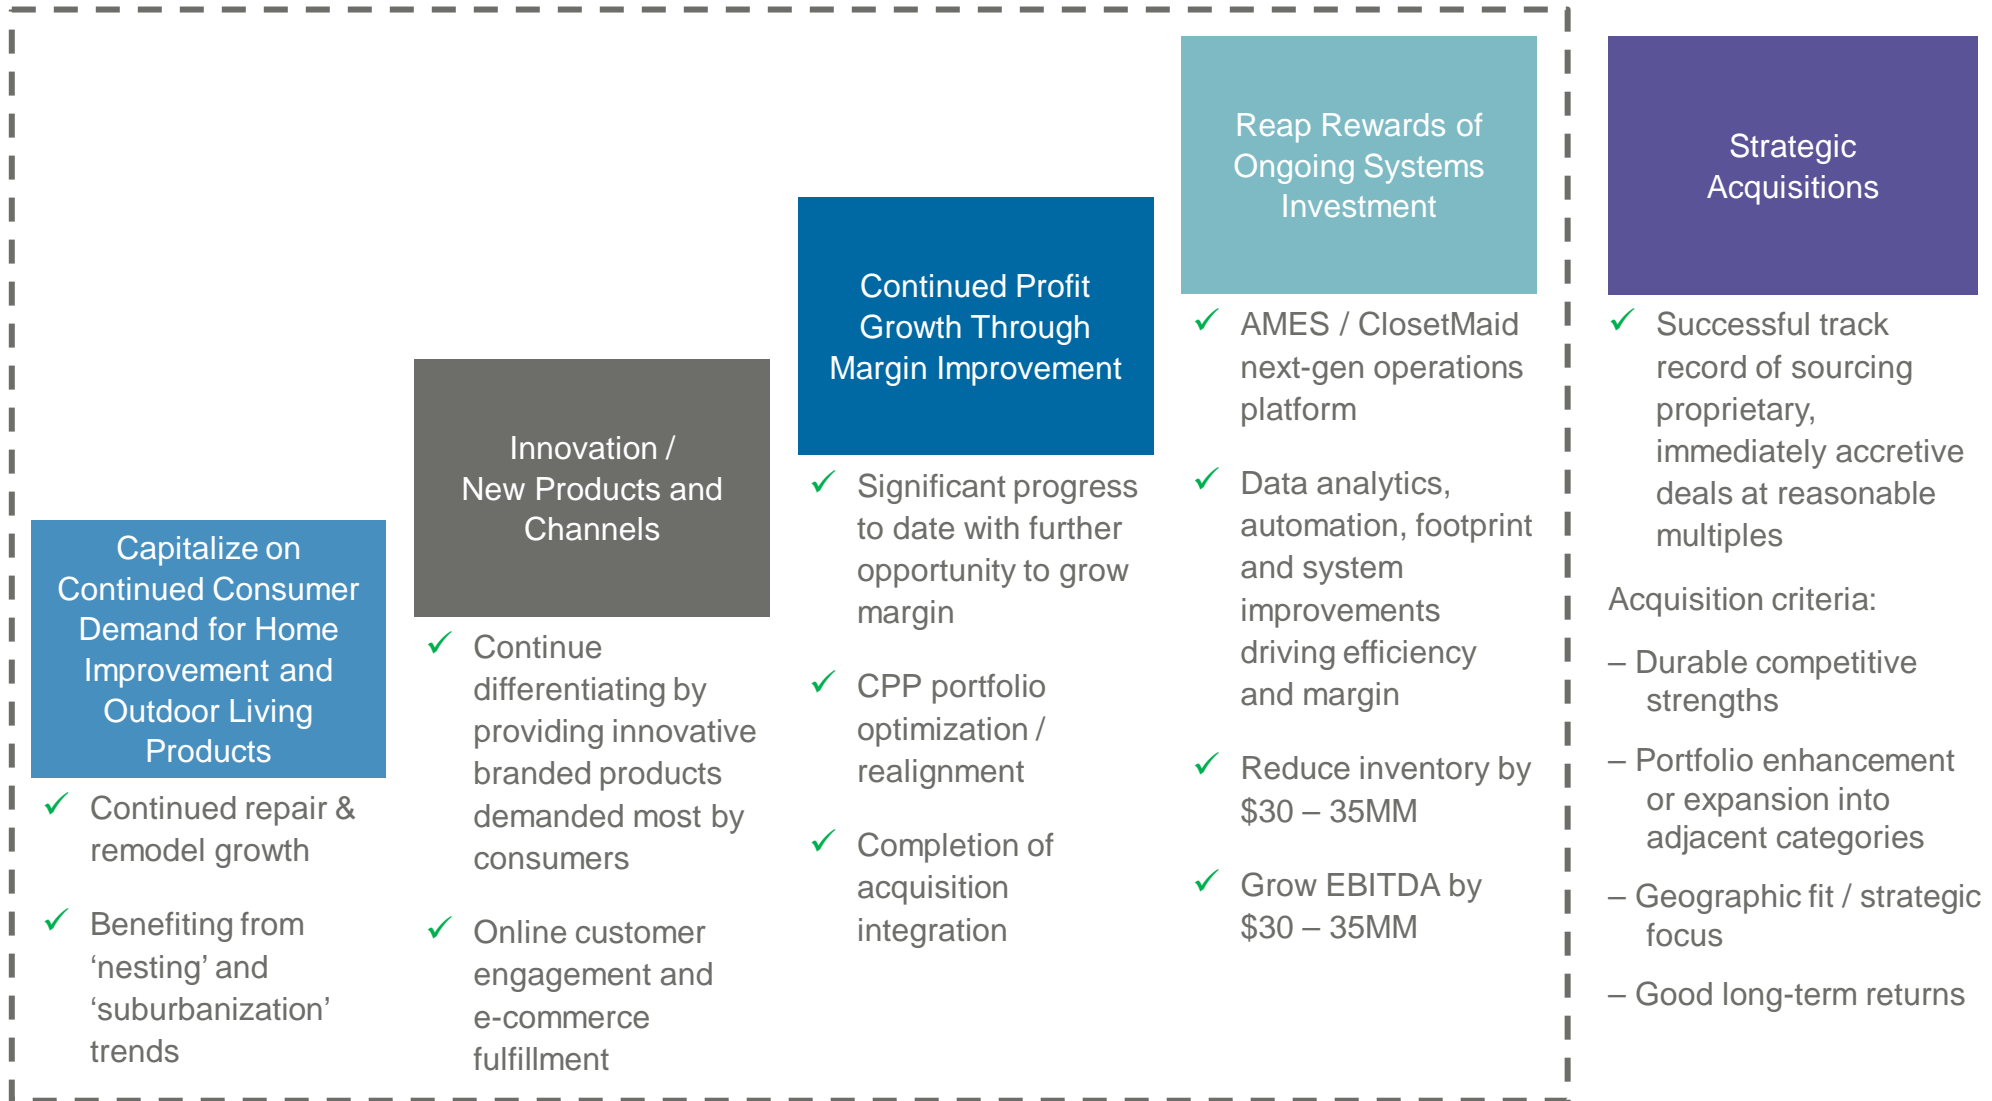 Capitalize on
Continued Consumer
Demand for Home
Improvement and
Outdoor Living
Products
✓ Continued repair &
remodel growth
✓ Benefiting from
‘nesting’ and
‘suburbanization’
trends
Innovation /
New Products and
Channels
✓ Continue
differentiating by
providing innovative
branded products
demanded most by
consumers
✓ Online customer
engagement and
e-commerce
fulfillment
Continued Profit
Growth Through
Margin Improvement
✓ Significant progress
to date with further
opportunity to grow
margin
✓ CPP portfolio
optimization /
realignment
✓ Completion of
acquisition
integration
Reap Rewards of
Ongoing Systems
Investment
✓ AMES / ClosetMaid
next-gen operations
platform
✓ Data analytics,
automation, footprint
and system
improvements
driving efficiency
and margin
✓ Reduce inventory by
$30 – 35MM
✓ Grow EBITDA by
$30 – 35MM
Strategic
Acquisitions
✓ Successful track
record of sourcing
proprietary,
immediately accretive
deals at reasonable
multiples
Acquisition criteria:
– Durable competitive
strengths
– Portfolio enhancement
or expansion into
adjacent categories
– Geographic fit / strategic
focus
– Good long-term returns